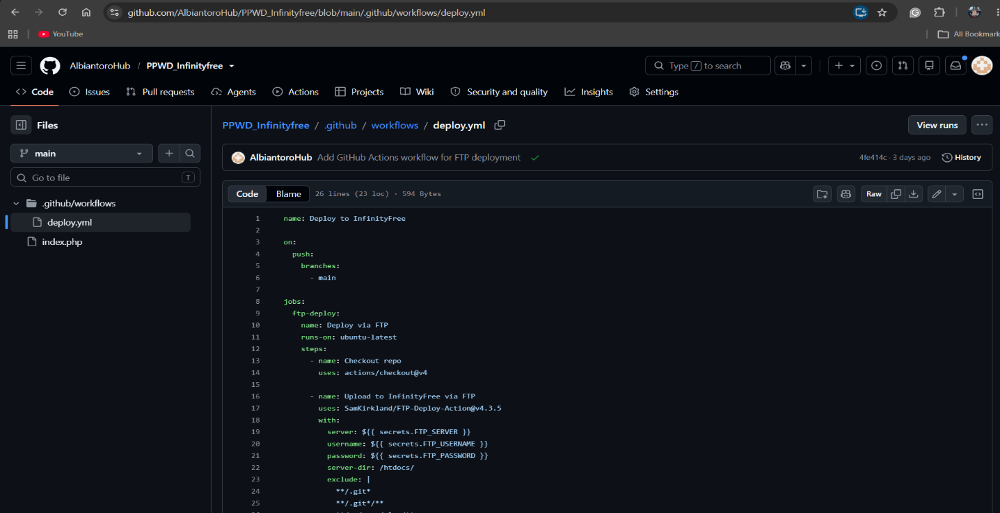 github.com/AlbiantoroHub/PPWD_Infinityfree/blob/main/.github/workflows/deploy.yml
YouTube
All Bookmark
AlbiantoroHub / PPWD_Infinityfree
Type / to search
Code Issues Pull requests Agents Actions Projects Wiki Security and quality Insights Settings
Files
PPWD_Infinityfree / .github / workflows / deploy.yml
View runs
main
AlbiantoroHub Add GitHub Actions workflow for FTP deployment
4fe414c · 3 days ago
History
Go to file
T
Code Blame 26 lines (23 loc) · 594 Bytes
Raw
.github/workflows
deploy.yml
index.php
1 name: Deploy to InfinityFree
2
3 on:
4 push:
5 branches:
6 - main
7
8 jobs:
9 ftp-deploy:
10 name: Deploy via FTP
11 runs-on: ubuntu-latest
12 steps:
13 - name: Checkout repo
14 uses: actions/checkout@v4
15
16 - name: Upload to InfinityFree via FTP
17 uses: SamKirkland/FTP-Deploy-Action@v4.3.5
18 with:
19 server: ${{ secrets.FTP_SERVER }}
20 username: ${{ secrets.FTP_USERNAME }}
21 password: ${{ secrets.FTP_PASSWORD }}
22 server-dir: /htdocs/
23 exclude: |
24 **/.git*
25 **/.git*/**